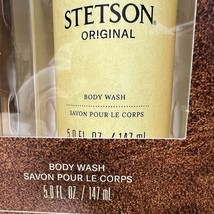 STETSON
ORIGINAL
BODY WASH
SAVON POUR LE CORPS
5.0 FL. OZ. / 147 mL
BODY WASH
SAVON POUR LE CORPS
5.0 FL. OZ. / 147 mL